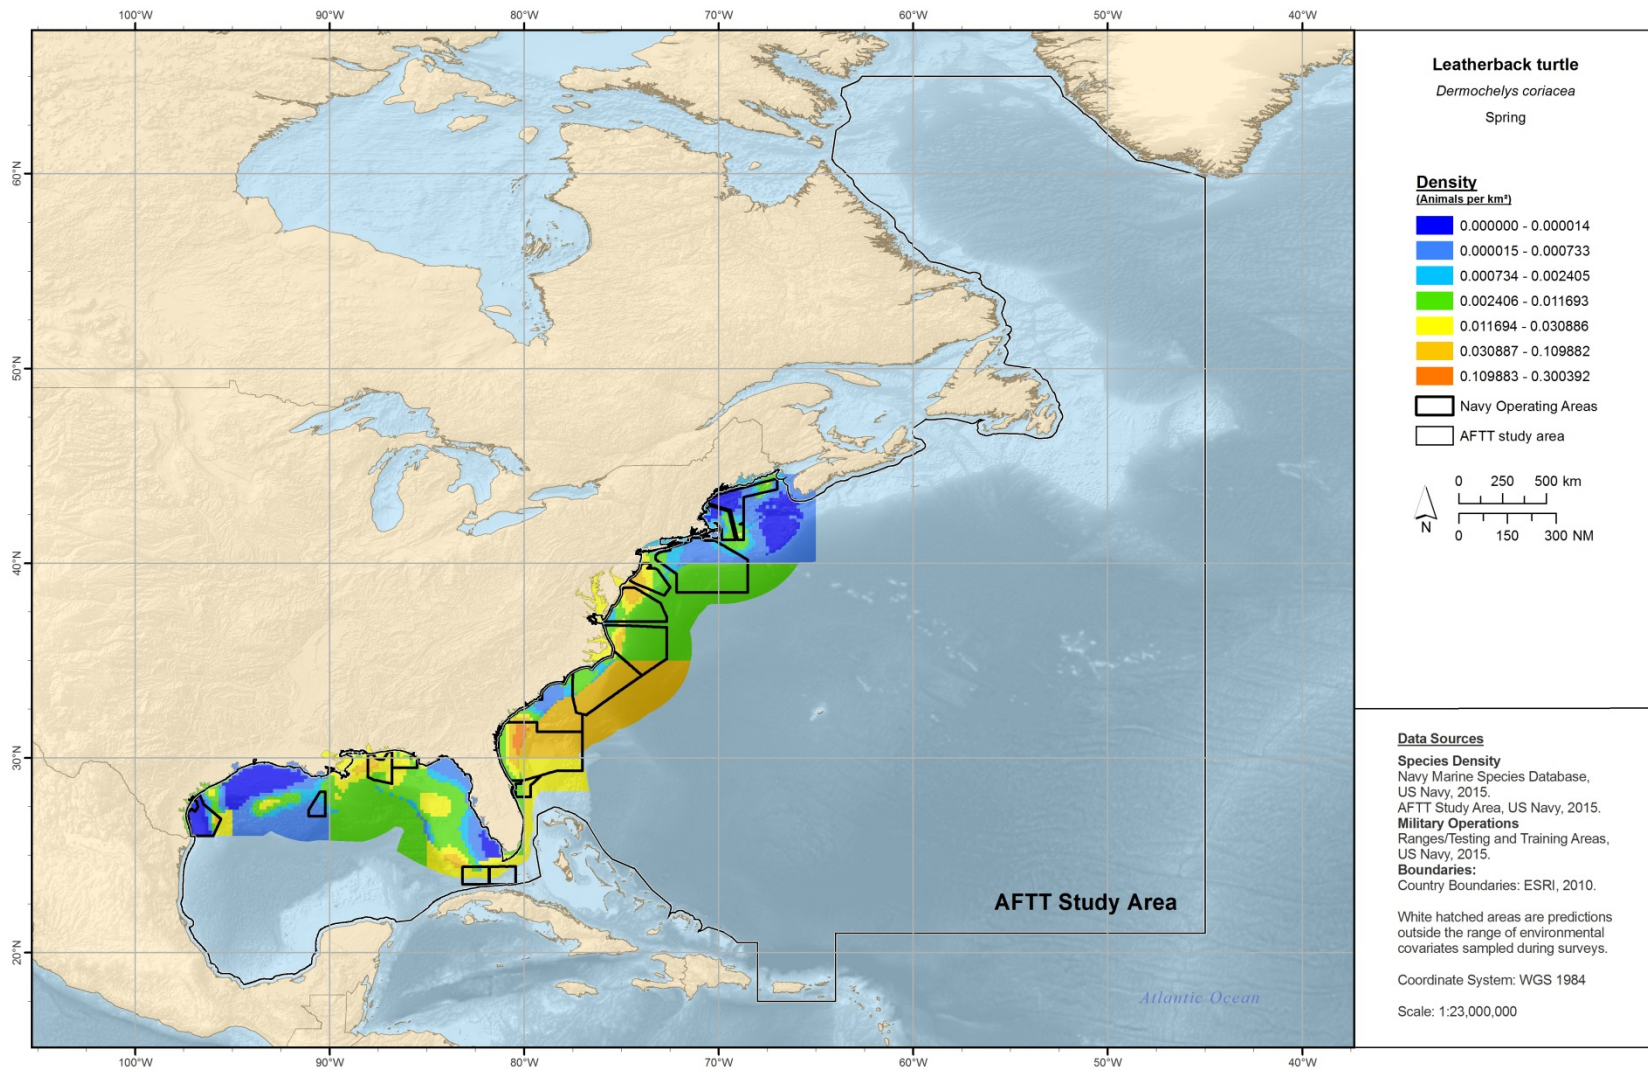 100°W 90°W 80°W 70°W 60°W 50°W 40°W
60°N
50°N
40°N
30°N
20°N
AFTT Study Area
Atlantic Ocean
100°W 90°W 80°W 70°W 60°W 50°W 40°W
Leatherback turtle
Dermochelys coriacea
Spring
Density
(Animals per km²)
0.000000 - 0.000014
0.000015 - 0.000733
0.000734 - 0.002405
0.002406 - 0.011693
0.011694 - 0.030886
0.030887 - 0.109882
0.109883 - 0.300392
Navy Operating Areas
AFTT study area
0 250 500 km
0 150 300 NM
N
Data Sources
Species Density
Navy Marine Species Database,
US Navy, 2015.
AFTT Study Area, US Navy, 2015.
Military Operations
Ranges/Testing and Training Areas,
US Navy, 2015.
Boundaries:
Country Boundaries: ESRI, 2010.
White hatched areas are predictions
outside the range of environmental
covariates sampled during surveys.
Coordinate System: WGS 1984
Scale: 1:23,000,000